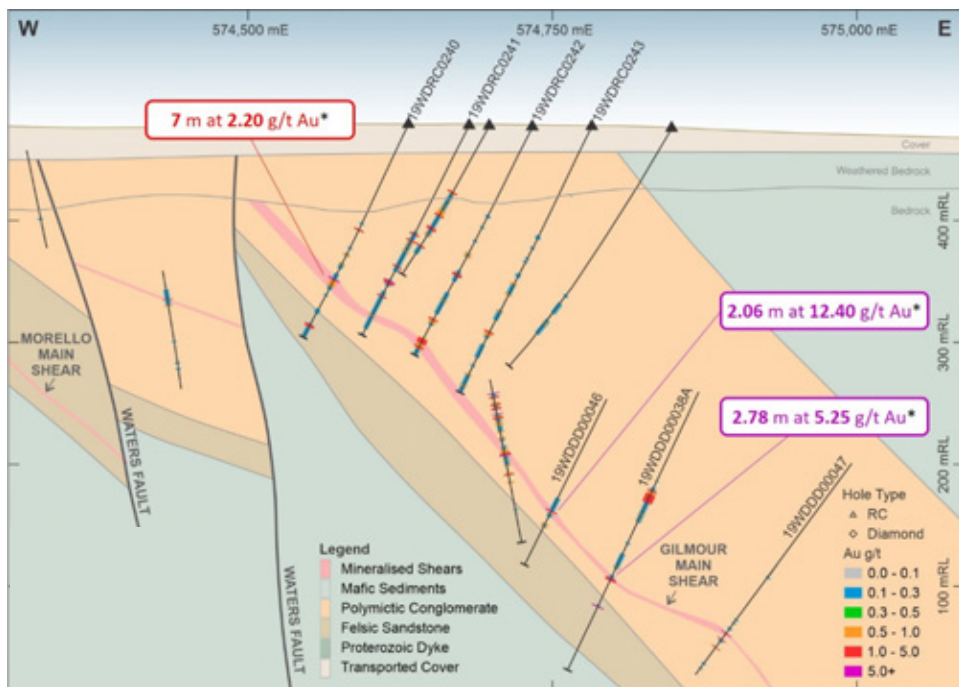 W
574,500 mE
574,750 mE
575,000 mE
E
19WDRC0240
19WDRC0241
19WDRC0242
19WDRC0243
7 m at 2.20 g/t Au*
Cover
Weathered Bedrock
Bedrock
400 mRL
300 mRL
200 mRL
100 mRL
2.06 m at 12.40 g/t Au*
2.78 m at 5.25 g/t Au*
MORELLO
MAIN
SHEAR
WATERS FAULT
WATERS FAULT
19WDDD00046
19WDDD00038A
19WDDD00047
GILMOUR
MAIN
SHEAR
Legend
Mineralised Shears
Mafic Sediments
Polymictic Conglomerate
Felsic Sandstone
Proterozoic Dyke
Transported Cover
Hole Type
RC
Diamond
Au g/t
0.0 - 0.1
0.1 - 0.3
0.3 - 0.5
0.5 - 1.0
1.0 - 5.0
5.0+